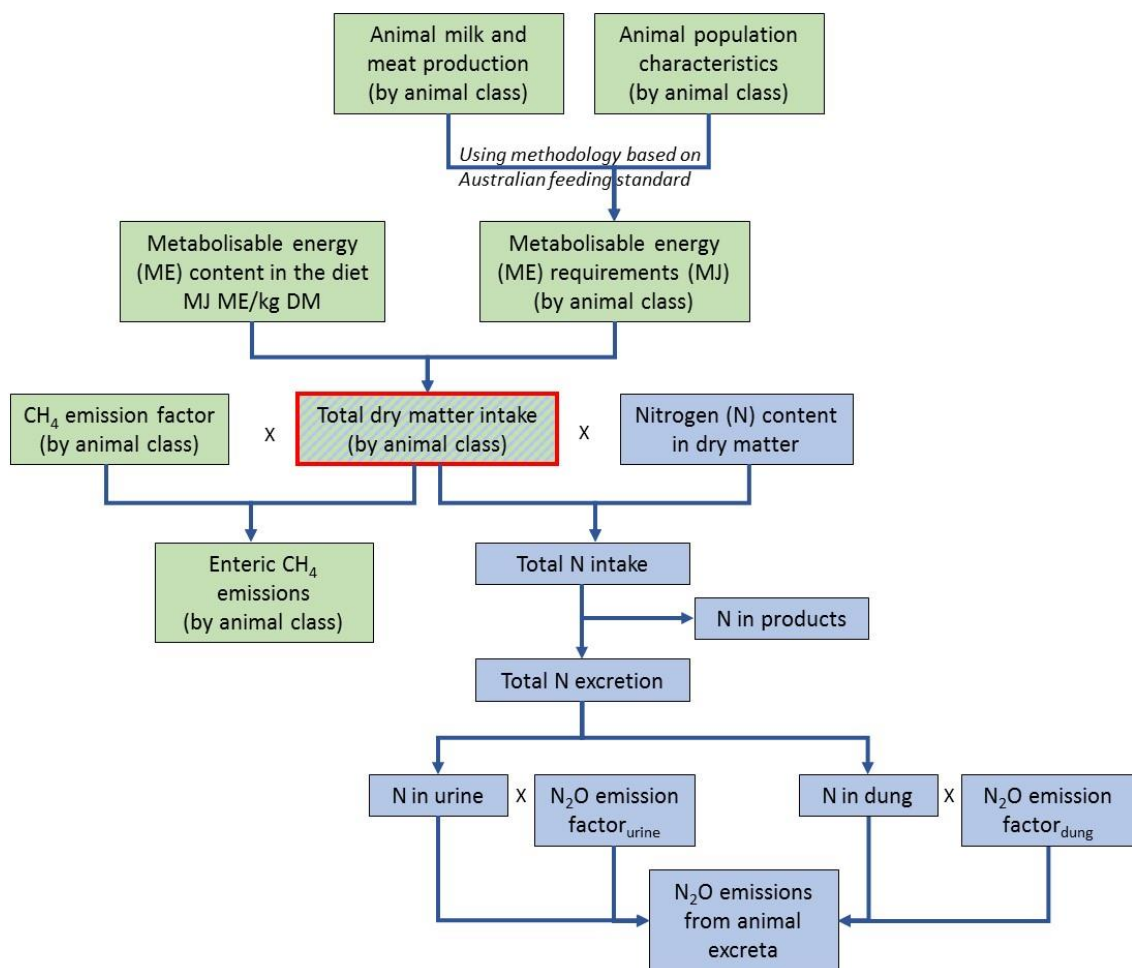 Animal milk and
meat production
(by animal class)
Animal population
characteristics
(by animal class)
Using methodology based on
Australian feeding standard
Metabolisable energy
(ME) content in the diet
MJ ME/kg DM
Metabolisable energy
(ME) requirements (MJ)
(by animal class)
CH₄ emission factor
(by animal class)
X
Total dry matter intake
(by animal class)
X
Nitrogen (N) content
in dry matter
Enteric CH₄
emissions
(by animal class)
Total N intake
N in products
Total N excretion
N in urine
X
N₂O emission
factor urine
N in dung
X
N₂O emission
factor dung
N₂O emissions
from animal
excreta